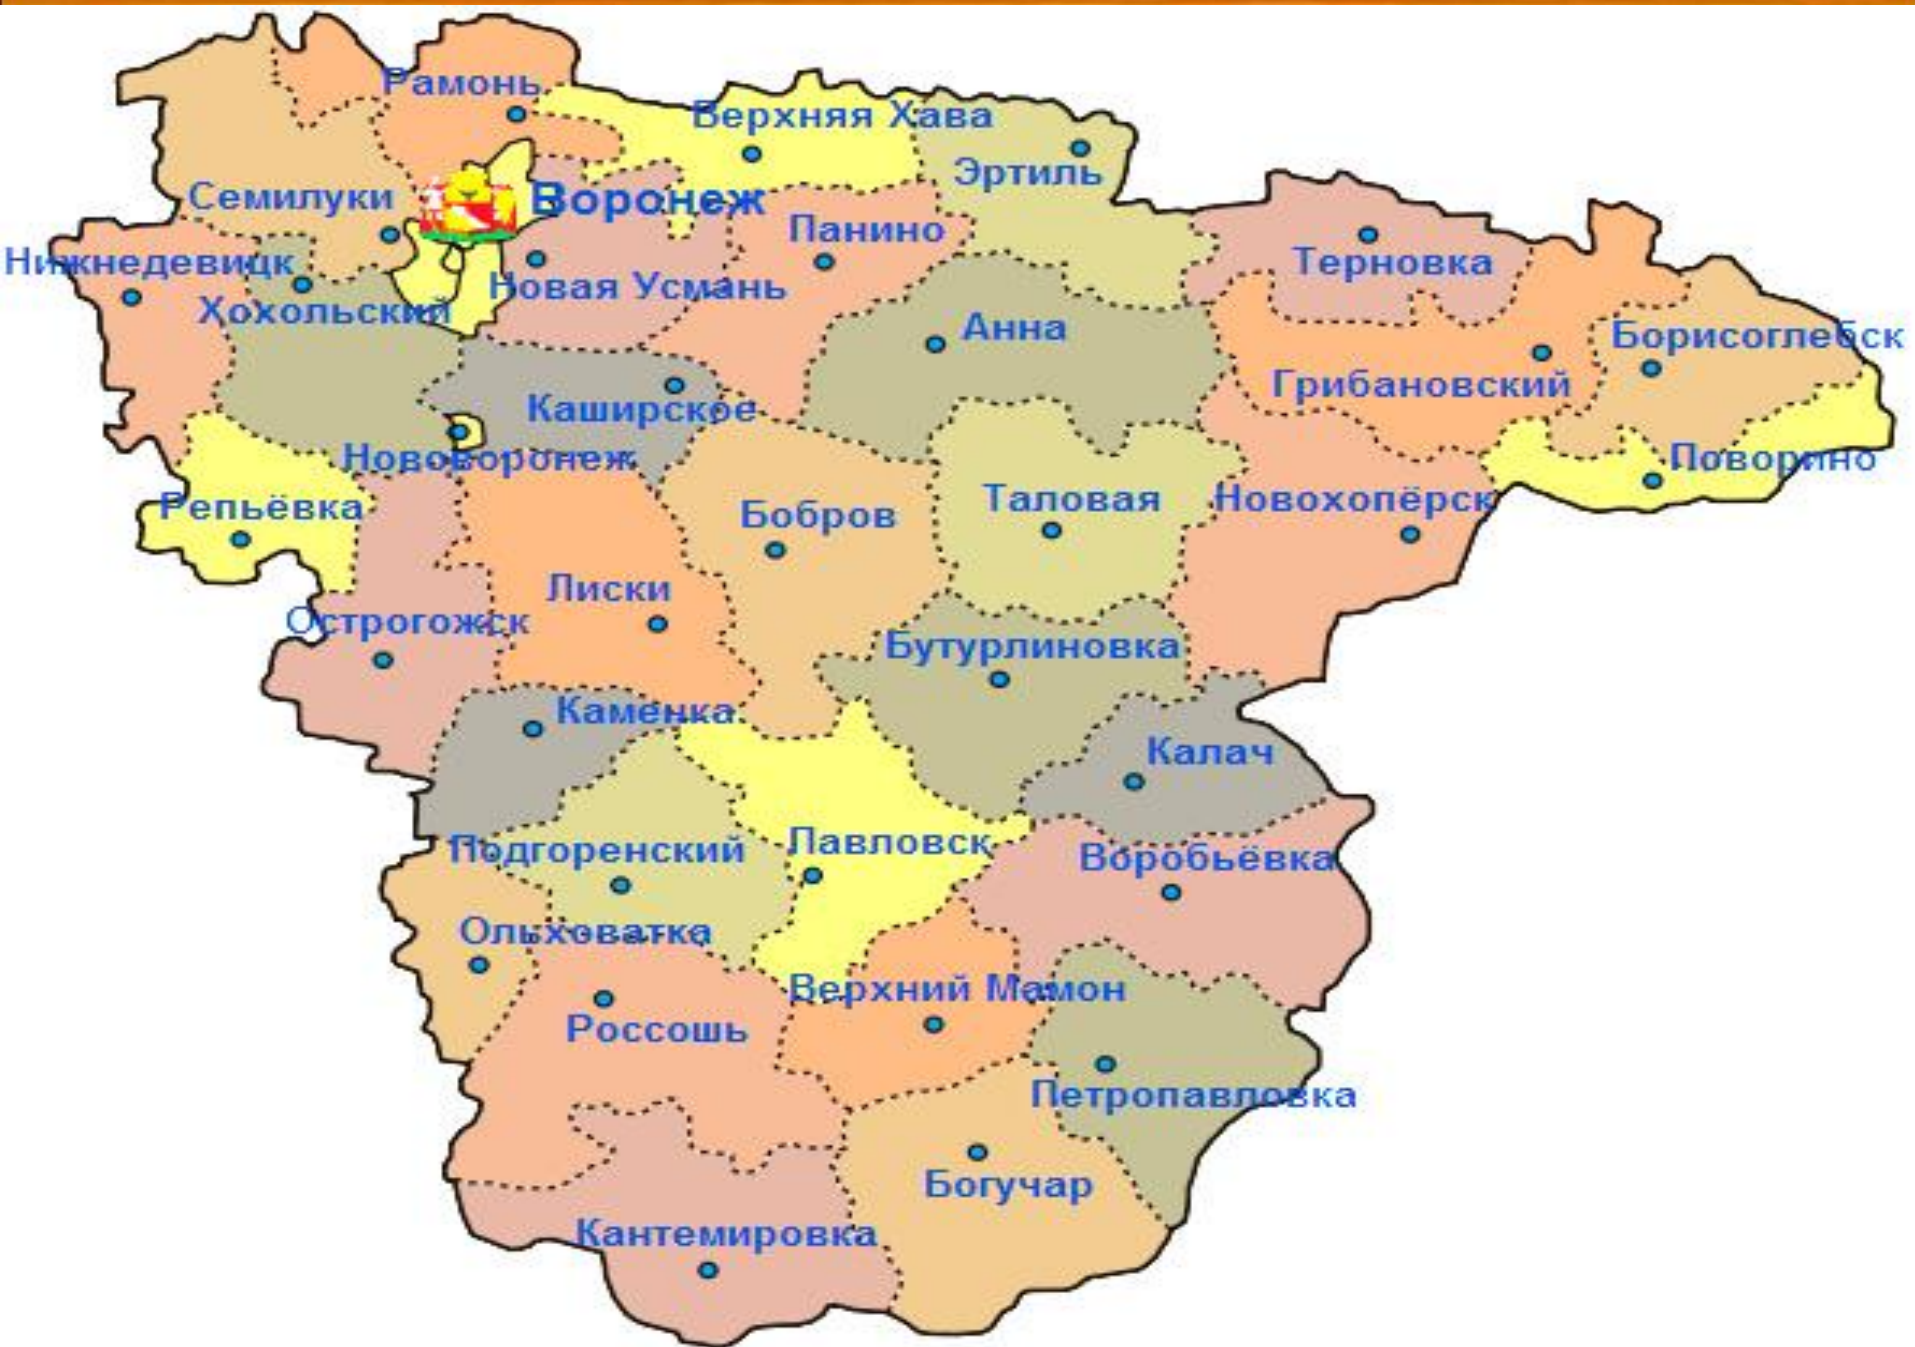 Рамонь
Верхняя Хава
Эртиль
Семилуки
Воронеж
Панино
Терновка
Нижнедевицк
Новая Усмань
Хохольский
Анна
Борисоглебск
Грибановский
Каширское
Нововоронеж
Поворино
Репьёвка
Бобров
Таловая
Новохопёрск
Лиски
Острогожск
Бутурлиновка
Каменка
Калач
Подгоренский
Павловск
Воробьёвка
Ольховатка
Верхний Мамон
Россошь
Петропавловка
Богучар
Кантемировка